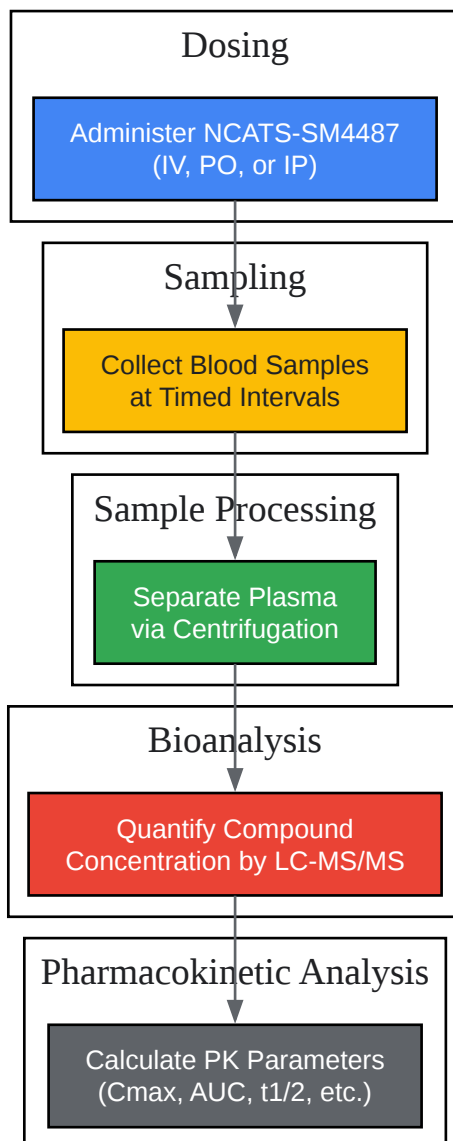 Dosing
Administer NCATS-SM4487
(IV, PO, or IP)
Sampling
Collect Blood Samples
at Timed Intervals
Sample Processing
Separate Plasma
via Centrifugation
Bioanalysis
Quantify Compound
Concentration by LC-MS/MS
Pharmacokinetic Analysis
Calculate PK Parameters
(Cmax, AUC, t1/2, etc.)